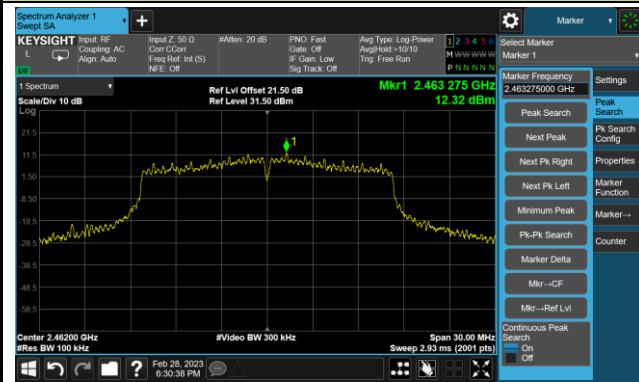 Spectrum Analyzer 1
Swept SA
+
Marker
KEYSIGHT
L
Input: RF
Coupling: AC
Align: Auto
Input Z: 50 Ω
Corr CCorr
Freq Ref: Int (S)
NFE: Off
#Atten: 20 dB
PNO: Fast
Gate: Off
IF Gain: Low
Sig Track: Off
Avg Type: Log-Power
Avg|Hold:>10/10
Trig: Free Run
1 2 3 4 5 6
M W W W W W
P N N N N N
Select Marker
Marker 1
1 Spectrum
Scale/Div 10 dB
Log
Ref Lvl Offset 21.50 dB
Ref Level 31.50 dBm
Mkr1 2.463 275 GHz
12.32 dBm
21.5
11.5
1.50
-8.50
-18.5
-28.5
-38.5
-48.5
-58.5
1
Center 2.46200 GHz
#Res BW 100 kHz
#Video BW 300 kHz
Span 30.00 MHz
Sweep 2.93 ms (2001 pts)
Marker Frequency
2.463275000 GHz
Peak Search
Next Peak
Next Pk Right
Next Pk Left
Minimum Peak
Pk-Pk Search
Marker Delta
Mkr→CF
Mkr→Ref Lvl
Continuous Peak
Search
On
Off
Settings
Peak
Search
Pk Search
Config
Properties
Marker
Function
Marker→
Counter
?
Feb 28, 2023
6:30:38 PM